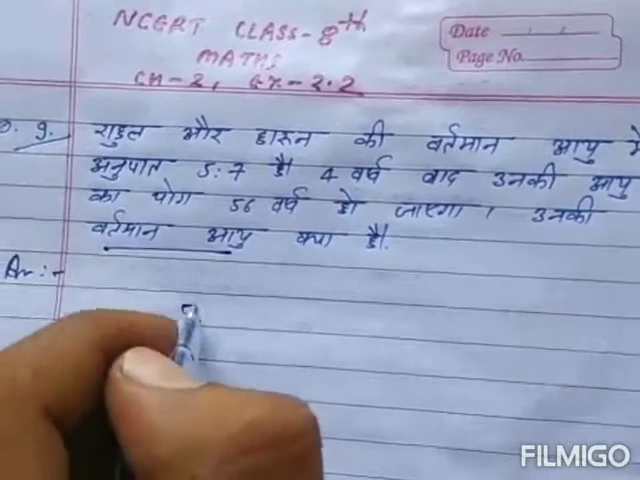 NCERT CLASS-8th
MATHS
CH-2, EX-2.2
Date
Page No.
Q. 9. राहुल और हारून की वर्तमान आयु में
अनुपात 5:7 है। 4 वर्ष बाद उनकी आयु
का योग 56 वर्ष हो जाएगा। उनकी
वर्तमान आयु क्या है।
An:-
FILMIGO